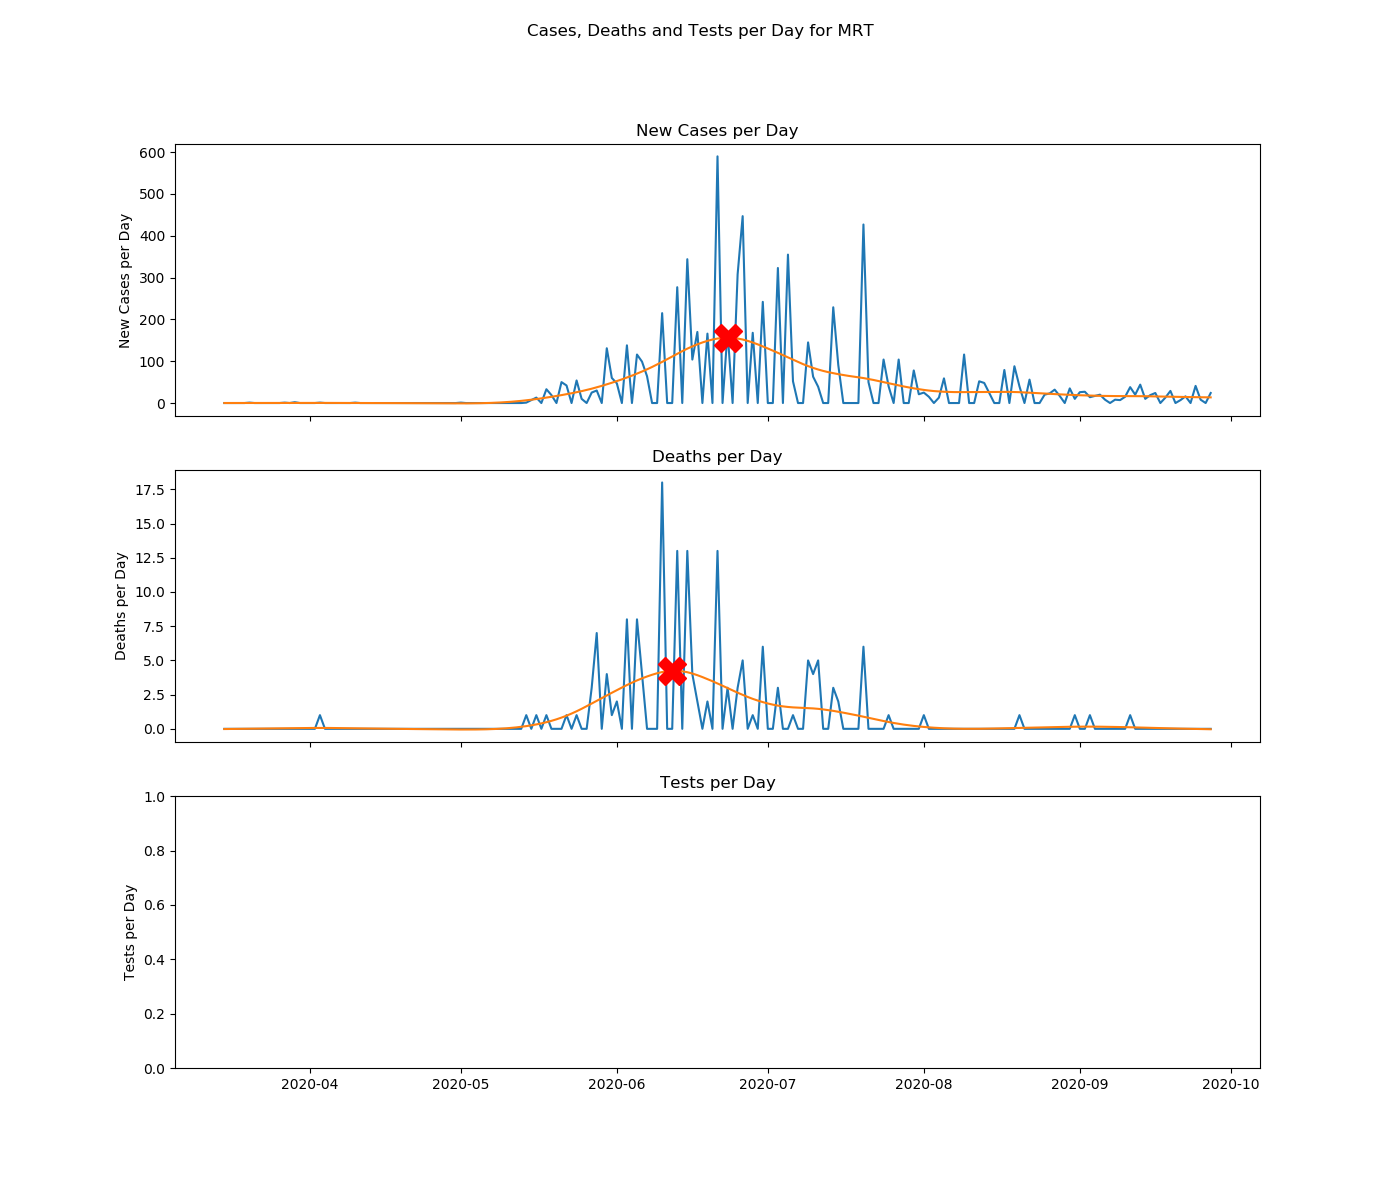 Cases, Deaths and Tests per Day for MRT
New Cases per Day
600
500
400
300
200
100
0
New Cases per Day
Deaths per Day
17.5
15.0
12.5
10.0
7.5
5.0
2.5
0.0
Deaths per Day
Tests per Day
1.0
0.8
0.6
0.4
0.2
0.0
Tests per Day
2020-04 2020-05 2020-06 2020-07 2020-08 2020-09 2020-10